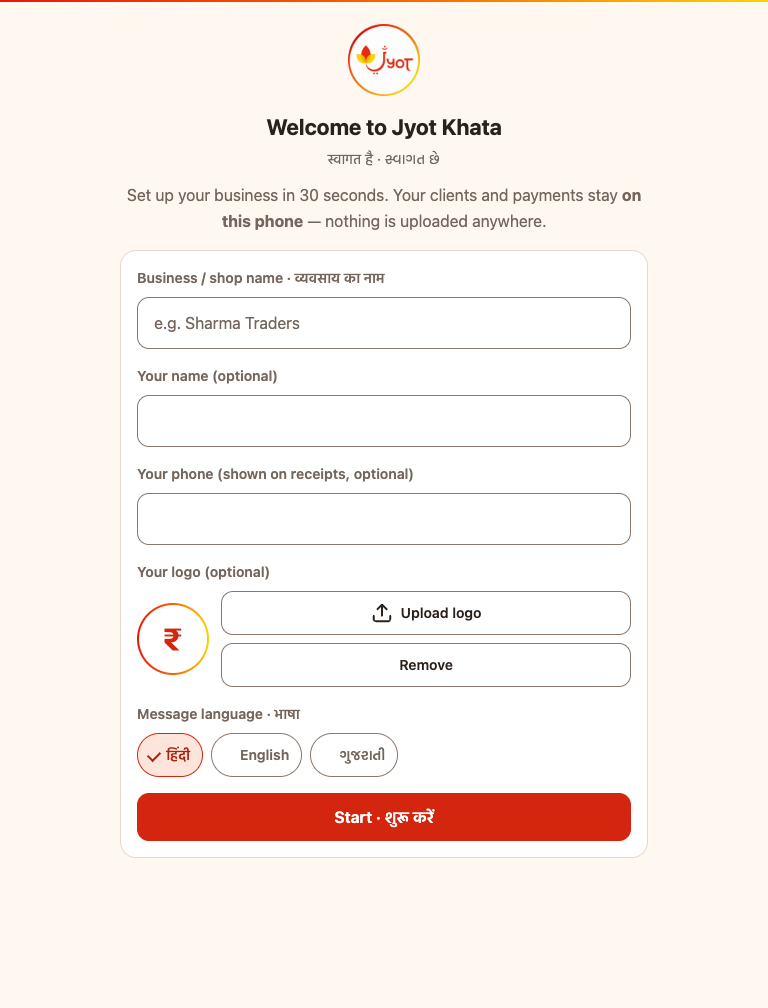 Jyot
Welcome to Jyot Khata
स्वागत है · સ્વાગત છે
Set up your business in 30 seconds. Your clients and payments stay on
this phone — nothing is uploaded anywhere.
Business / shop name · व्यवसाय का नाम
e.g. Sharma Traders
Your name (optional)
Your phone (shown on receipts, optional)
Your logo (optional)
₹
Upload logo
Remove
Message language · भाषा
हिंदी English ગુજરાતી
Start · शुरू करें